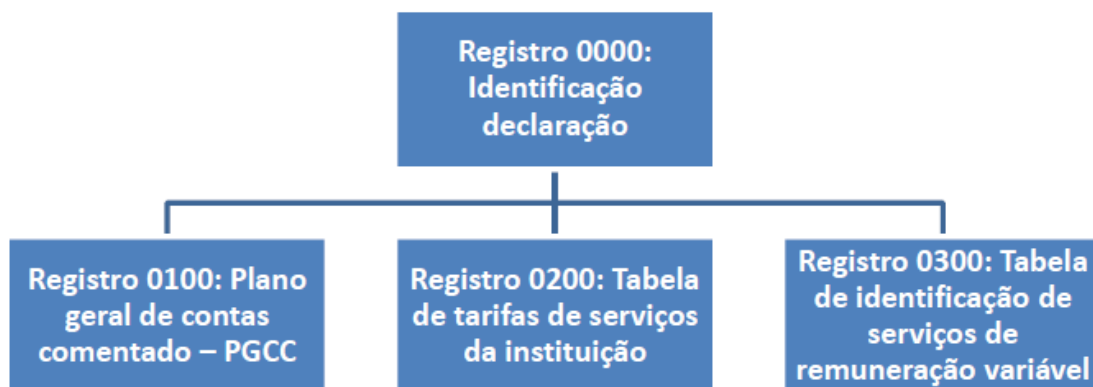 Registro 0000:
Identificação
declaração
Registro 0100: Plano
geral de contas
comentado – PGCC
Registro 0200: Tabela
de tarifas de serviços
da instituição
Registro 0300: Tabela
de identificação de
serviços de
remuneração variável